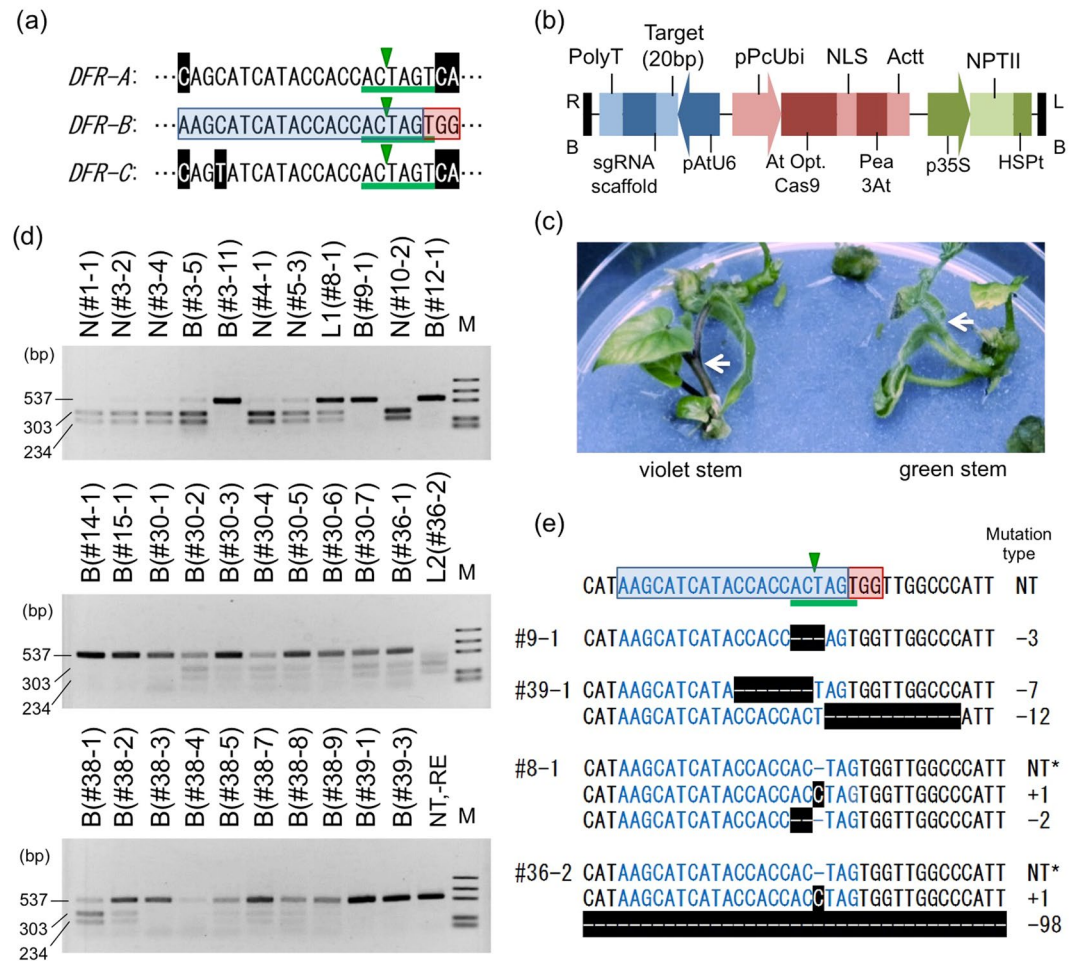 (a)
DFR-A: ···CAGCATCATACCACCACTAGTCA···
DFR-B: ···AAGCATCATACCACCACTAGTGG···
DFR-C: ···CAGTATCATACCACCACTAGTCA···
(b)
PolyT
Target
(20bp)
pPcUbi
NLS
Actt
NPTII
R
B
L
B
sgRNA
scaffold
pAtU6
At Opt.
Cas9
Pea
3At
p35S
HSPt
(c)
violet stem
green stem
(d)
N(#1-1)
N(#3-2)
N(#3-4)
B(#3-5)
B(#3-11)
N(#4-1)
N(#5-3)
L1(#8-1)
B(#9-1)
N(#10-2)
B(#12-1)
M
(bp)
537
303
234
B(#14-1)
B(#15-1)
B(#30-1)
B(#30-2)
B(#30-3)
B(#30-4)
B(#30-5)
B(#30-6)
B(#30-7)
B(#36-1)
L2(#36-2)
M
537
303
234
B(#38-1)
B(#38-2)
B(#38-3)
B(#38-4)
B(#38-5)
B(#38-7)
B(#38-8)
B(#38-9)
B(#39-1)
B(#39-3)
NT,-RE
M
(bp)
537
303
234
(e)
Mutation
type
CATAAGCATCATACCACCACTAGTGGTTGGCCCATT NT
#9-1 CATAAGCATCATACCACC---AGTGGTTGGCCCATT −3
#39-1 CATAAGCATCATA-------TAGTGGTTGGCCCATT −7
CATAAGCATCATACCACCACT------------ATT −12
#8-1 CATAAGCATCATACCACCAC-TAGTGGTTGGCCCATT NT*
CATAAGCATCATACCACCACCTAGTGGTTGGCCCATT +1
CATAAGCATCATACCACC---TAGTGGTTGGCCCATT −2
#36-2 CATAAGCATCATACCACCAC-TAGTGGTTGGCCCATT NT*
CATAAGCATCATACCACCACCTAGTGGTTGGCCCATT +1
------------------------------------- −98